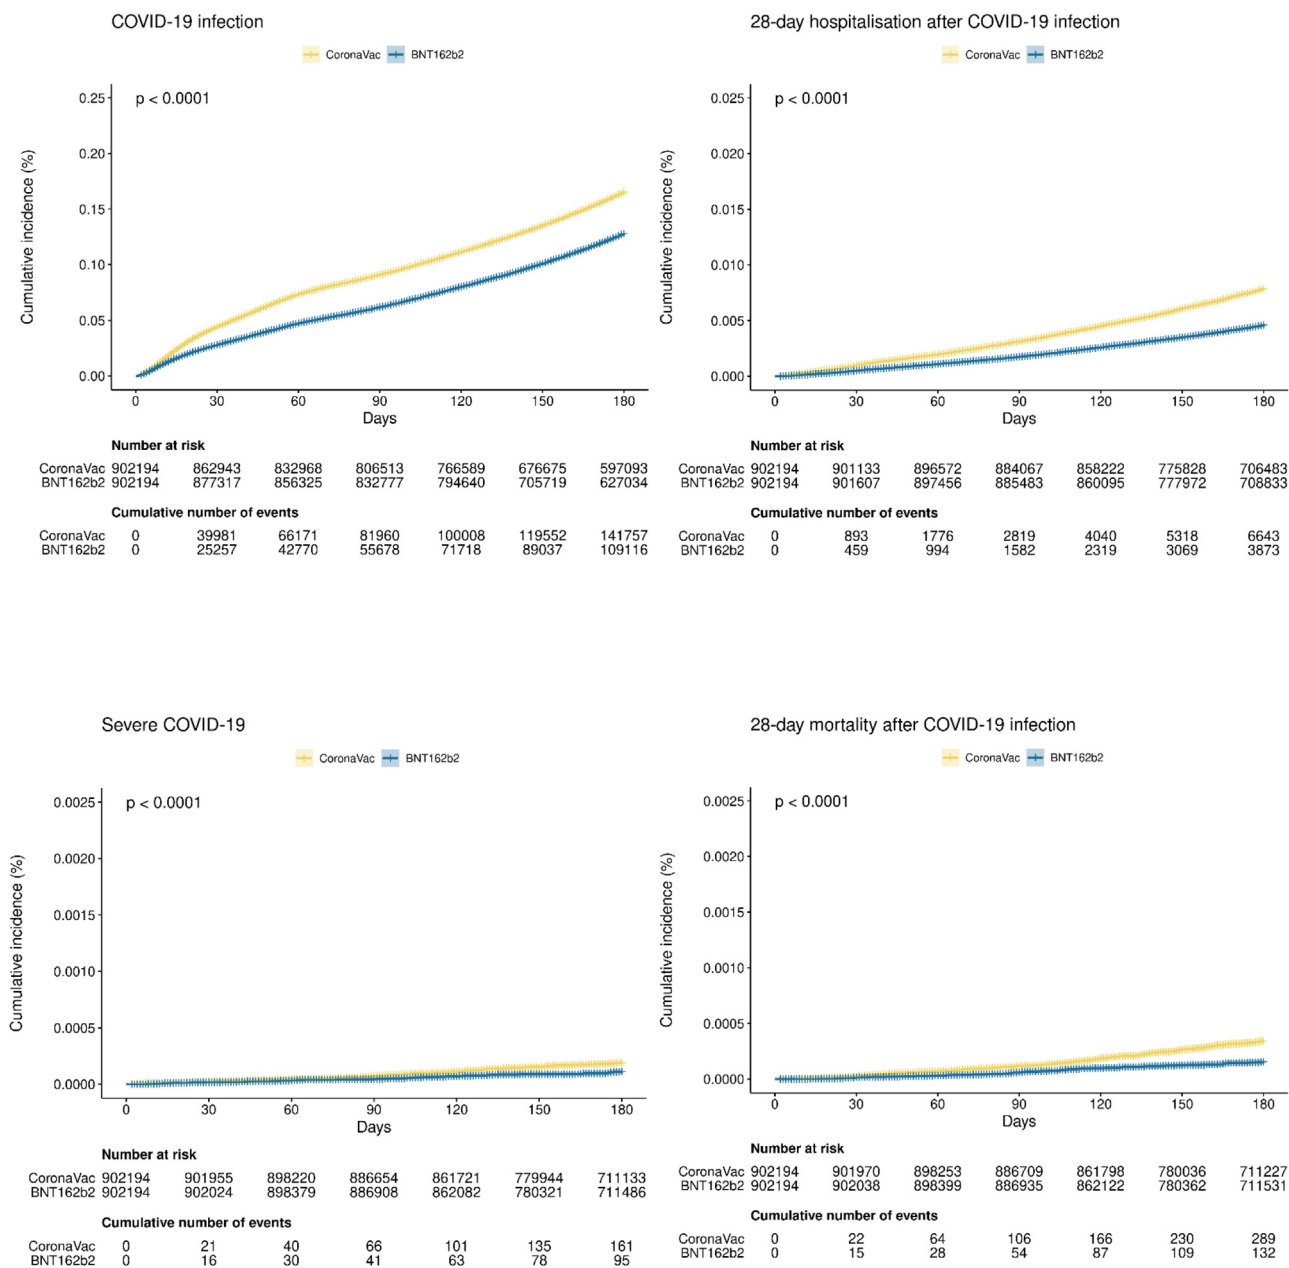 COVID-19 infection
CoronaVac BNT162b2
p < 0.0001
Cumulative incidence (%)
0.25
0.20
0.15
0.10
0.05
0.00
0 30 60 90 120 150 180
Days
Number at risk
CoronaVac 902194 862943 832968 806513 766589 676675 597093
BNT162b2 902194 877317 856325 832777 794640 705719 627034
Cumulative number of events
CoronaVac 0 39981 66171 81960 100008 119552 141757
BNT162b2 0 25257 42770 55678 71718 89037 109116
28-day hospitalisation after COVID-19 infection
CoronaVac BNT162b2
p < 0.0001
Cumulative incidence (%)
0.025
0.020
0.015
0.010
0.005
0.000
0 30 60 90 120 150 180
Days
Number at risk
CoronaVac 902194 901133 896572 884067 858222 775828 706483
BNT162b2 902194 901607 897456 885483 860095 777972 708833
Cumulative number of events
CoronaVac 0 893 1776 2819 4040 5318 6643
BNT162b2 0 459 994 1582 2319 3069 3873
Severe COVID-19
CoronaVac BNT162b2
p < 0.0001
Cumulative incidence (%)
0.0025
0.0020
0.0015
0.0010
0.0005
0.0000
0 30 60 90 120 150 180
Days
Number at risk
CoronaVac 902194 901955 898220 886654 861721 779944 711133
BNT162b2 902194 902024 898379 886908 862082 780321 711486
Cumulative number of events
CoronaVac 0 21 40 66 101 135 161
BNT162b2 0 16 30 41 63 78 95
28-day mortality after COVID-19 infection
CoronaVac BNT162b2
p < 0.0001
Cumulative incidence (%)
0.0025
0.0020
0.0015
0.0010
0.0005
0.0000
0 30 60 90 120 150 180
Days
Number at risk
CoronaVac 902194 901970 898253 886709 861798 780036 711227
BNT162b2 902194 902038 898399 886935 862122 780362 711531
Cumulative number of events
CoronaVac 0 22 64 106 166 230 289
BNT162b2 0 15 28 54 87 109 132